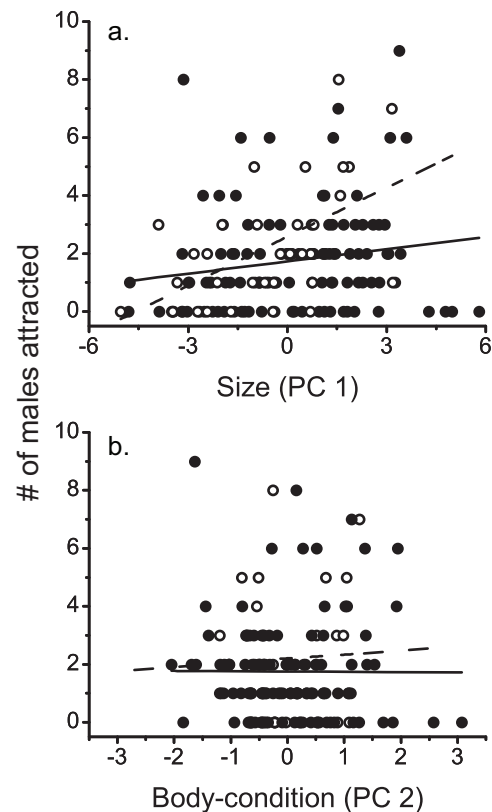 10
a.
8
6
4
2
0
-6 -3 0 3 6
Size (PC 1)
# of males attracted
10
b.
8
6
4
2
0
-3 -2 -1 0 1 2 3
Body-condition (PC 2)